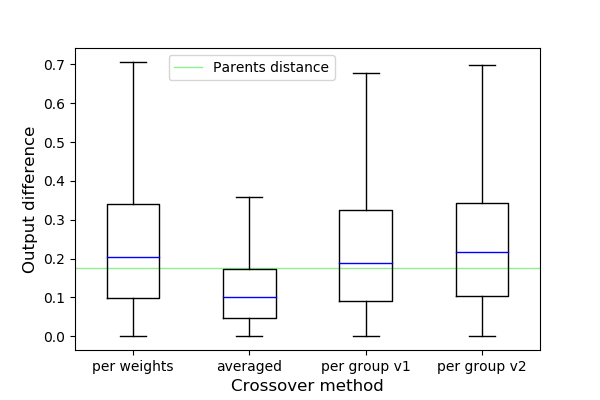 Parents distance
Output difference
0.7
0.6
0.5
0.4
0.3
0.2
0.1
0.0
per weights
averaged
per group v1
per group v2
Crossover method